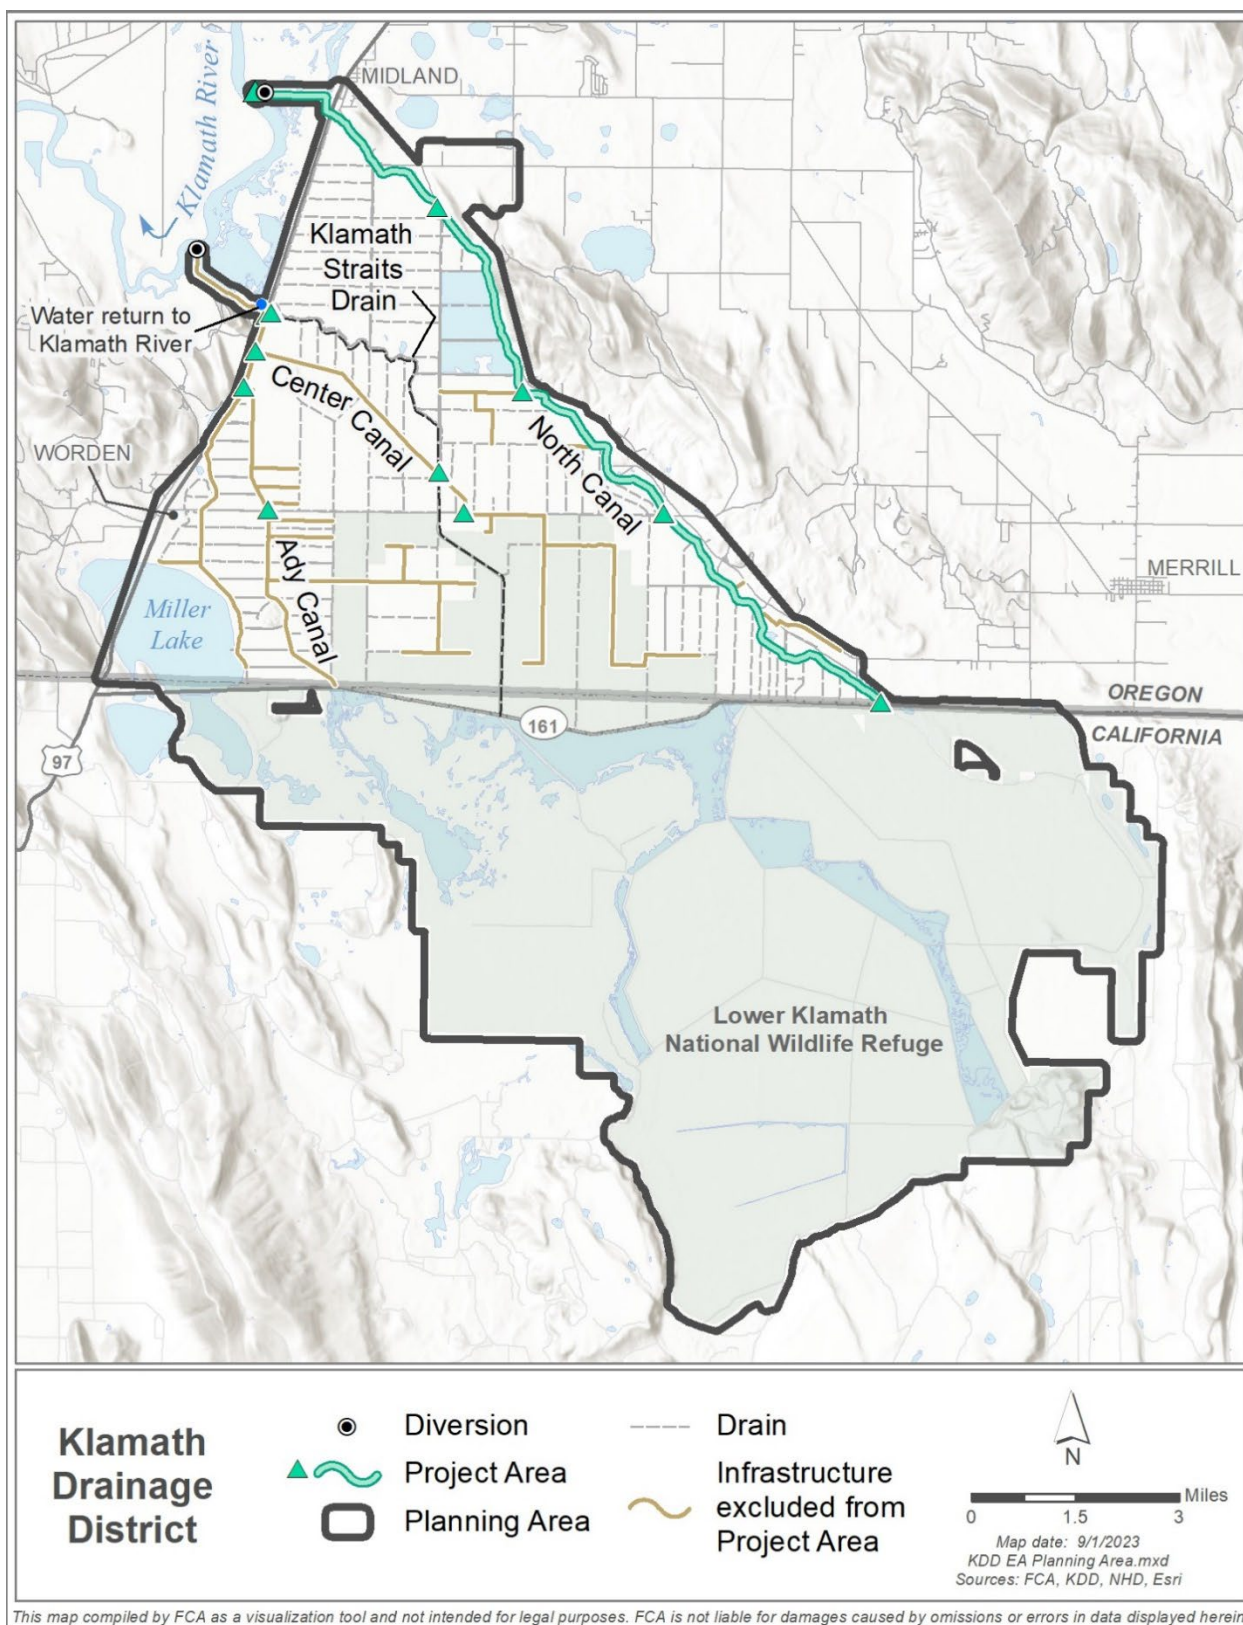 MIDLAND
Klamath River
Klamath
Straits
Drain
Water return to
Klamath River
Center Canal
North Canal
WORDEN
Ady Canal
MERRILL
Miller
Lake
OREGON
CALIFORNIA
161
97
Lower Klamath
National Wildlife Refuge
Klamath
Drainage
District
Diversion
Project Area
Planning Area
Drain
Infrastructure
excluded from
Project Area
N
Miles
0 1.5 3
Map date: 9/1/2023
KDD EA Planning Area.mxd
Sources: FCA, KDD, NHD, Esri
This map compiled by FCA as a visualization tool and not intended for legal purposes. FCA is not liable for damages caused by omissions or errors in data displayed herein